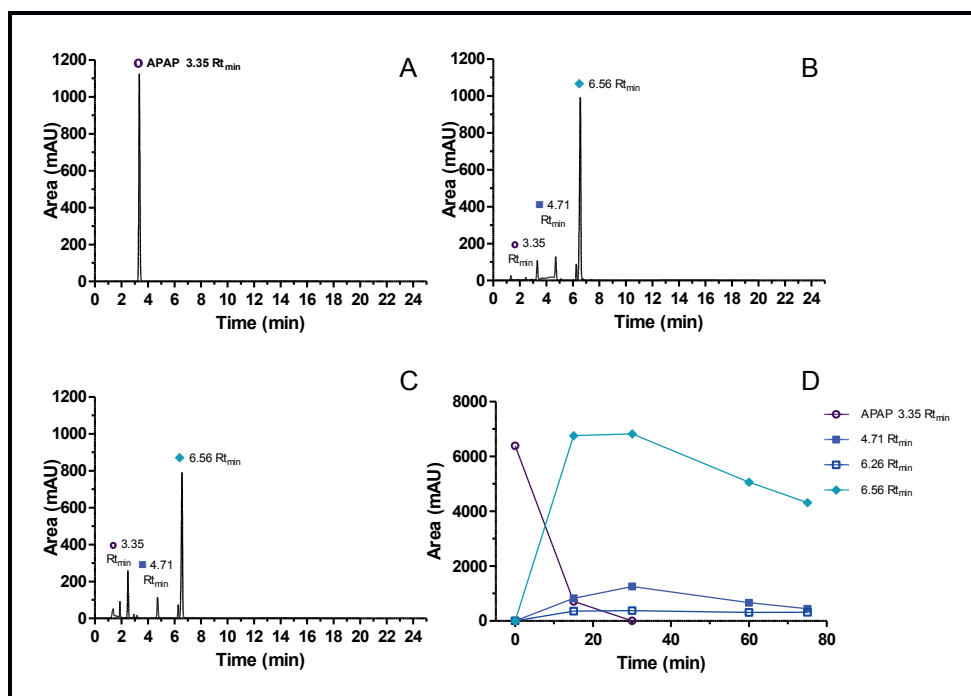 A
APAP 3.35 Rtmin
1200
1000
800
600
400
200
0
Area (mAU)
0 2 4 6 8 10 12 14 16 18 20 22 24
Time (min)
B
6.56 Rtmin
4.71
Rtmin
3.35
Rtmin
1200
1000
800
600
400
200
0
Area (mAU)
0 2 4 6 8 10 12 14 16 18 20 22 24
Time (min)
C
6.56 Rtmin
3.35
Rtmin
4.71
Rtmin
1200
1000
800
600
400
200
0
Area (mAU)
0 2 4 6 8 10 12 14 16 18 20 22 24
Time (min)
D
8000
6000
4000
2000
0
Area (mAU)
0 20 40 60 80
Time (min)
APAP 3.35 Rtmin
4.71 Rtmin
6.26 Rtmin
6.56 Rtmin